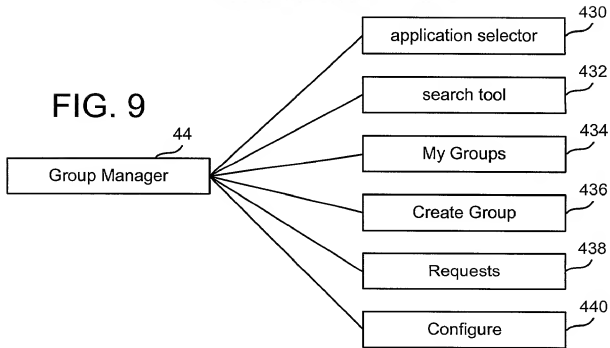 430
application selector
432
search tool
FIG. 9
434
44
My Groups
Group Manager
436
Create Group
438
Requests
440
Configure